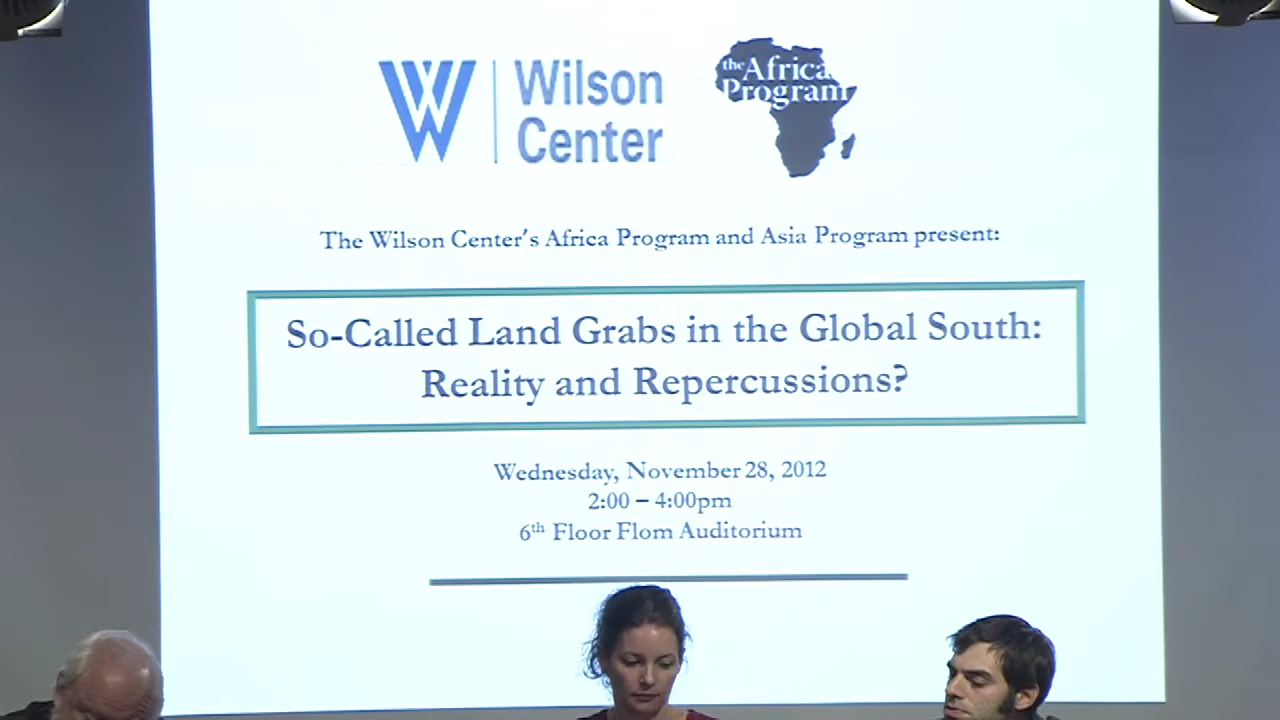 W
Wilson
Center
the Africa
Program
The Wilson Center's Africa Program and Asia Program present:
So-Called Land Grabs in the Global South:
Reality and Repercussions?
Wednesday, November 28, 2012
2:00 – 4:00pm
6th Floor Flom Auditorium